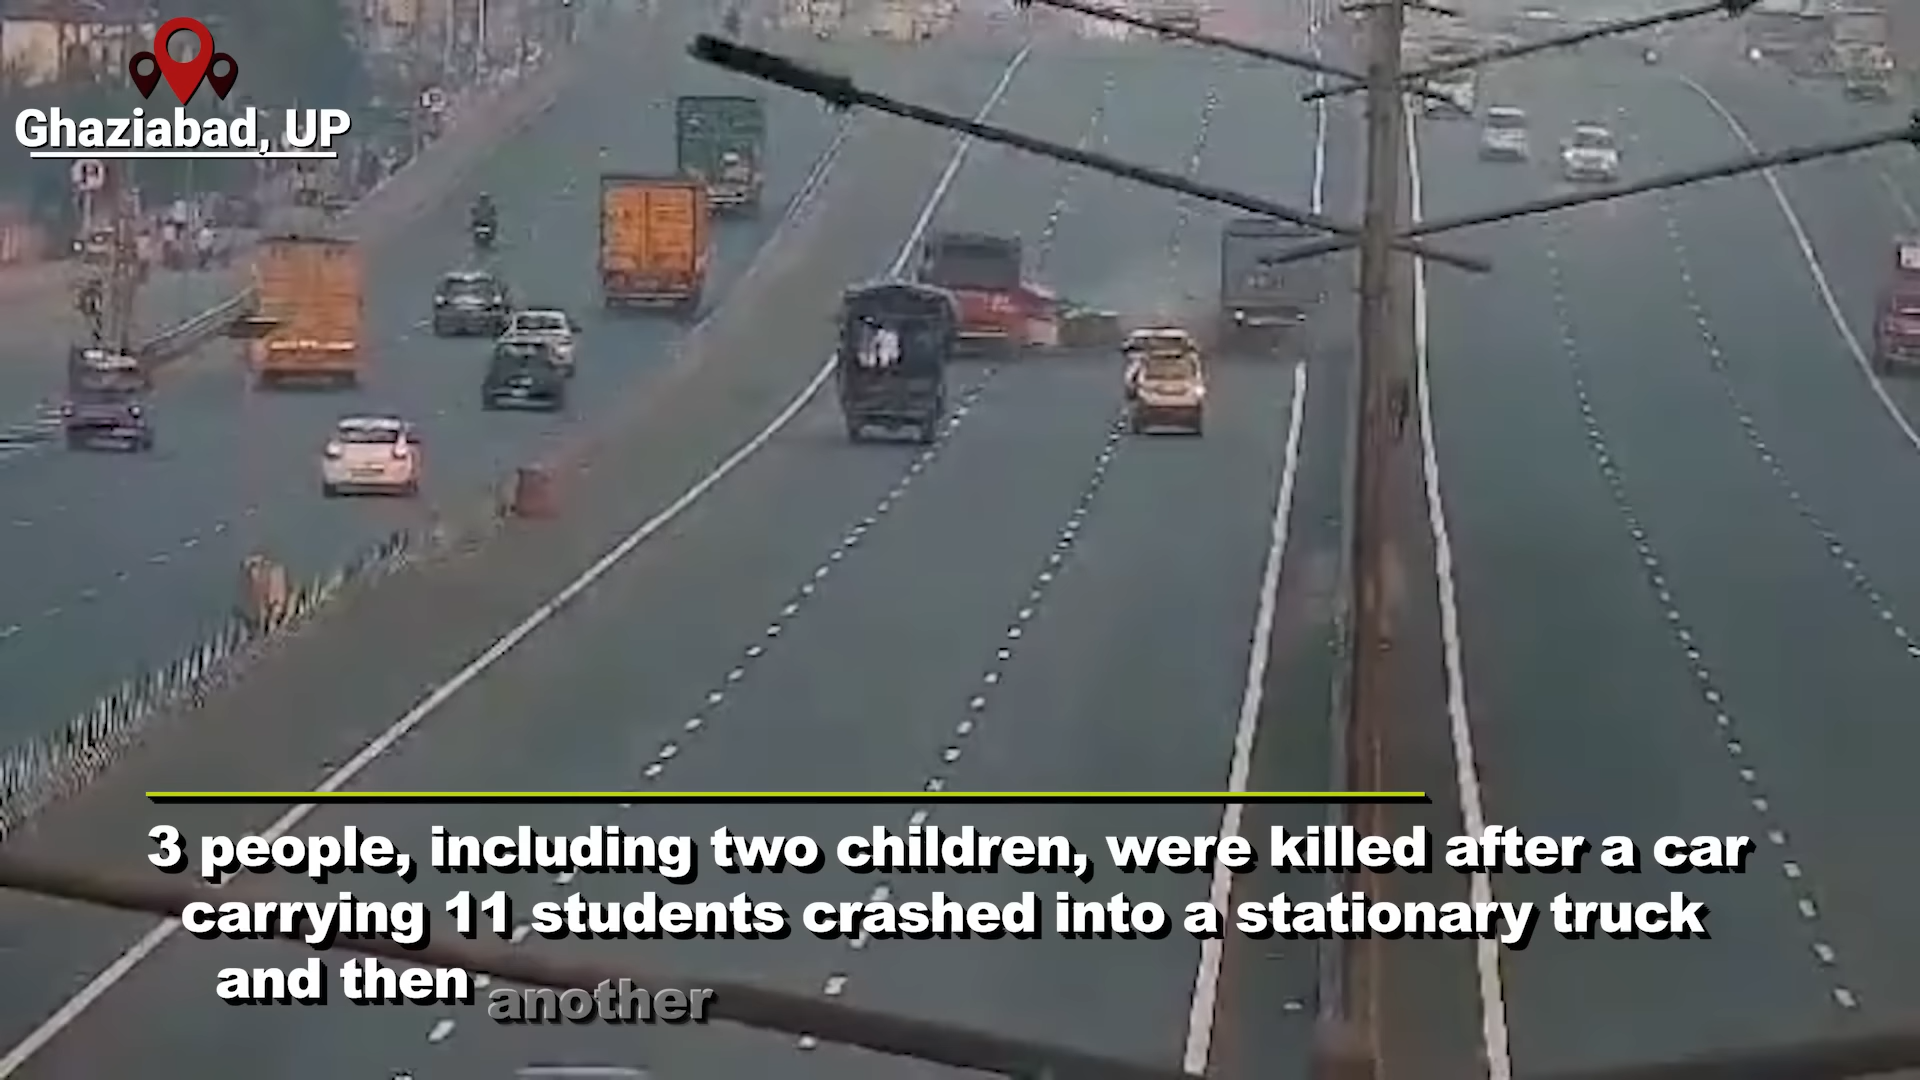 Ghaziabad, UP
3 people, including two children, were killed after a car
carrying 11 students crashed into a stationary truck
and then another